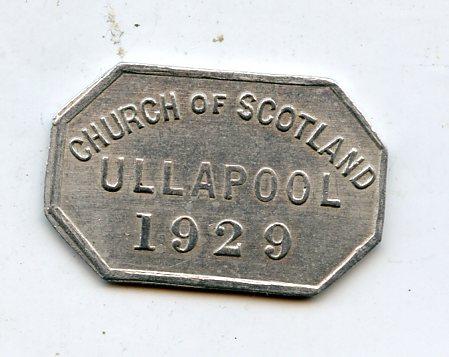 CHURCH OF SCOTLAND
ULLAPOOL
1929